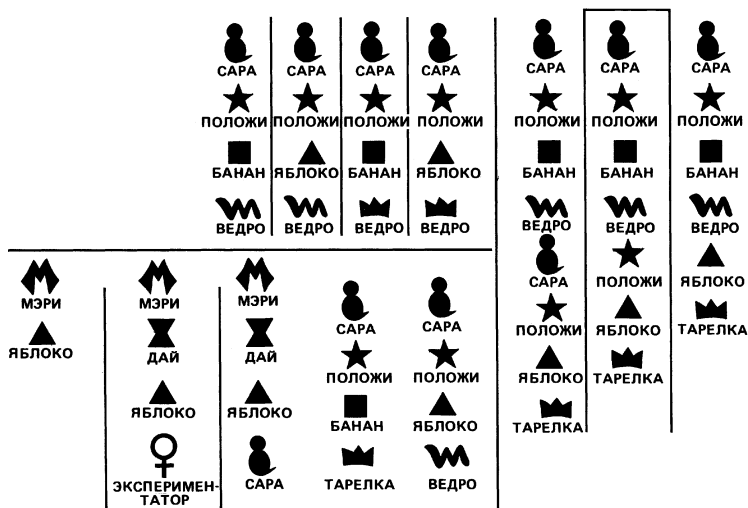 САРА САРА САРА САРА САРА САРА САРА
ПОЛОЖИ ПОЛОЖИ ПОЛОЖИ ПОЛОЖИ ПОЛОЖИ ПОЛОЖИ ПОЛОЖИ
БАНАН ЯБЛОКО БАНАН ЯБЛОКО БАНАН БАНАН БАНАН
ВЕДРО ВЕДРО ВЕДРО ВЕДРО ВЕДРО ВЕДРО ВЕДРО
САРА ПОЛОЖИ ЯБЛОКО
ПОЛОЖИ ЯБЛОКО ТАРЕЛКА
ЯБЛОКО ТАРЕЛКА
ТАРЕЛКА
МЭРИ МЭРИ МЭРИ САРА САРА
ЯБЛОКО ДАЙ ДАЙ ПОЛОЖИ ПОЛОЖИ
ЯБЛОКО ЯБЛОКО БАНАН ЯБЛОКО
ЭКСПЕРИМЕН- САРА ТАРЕЛКА ВЕДРО
ТАТОР